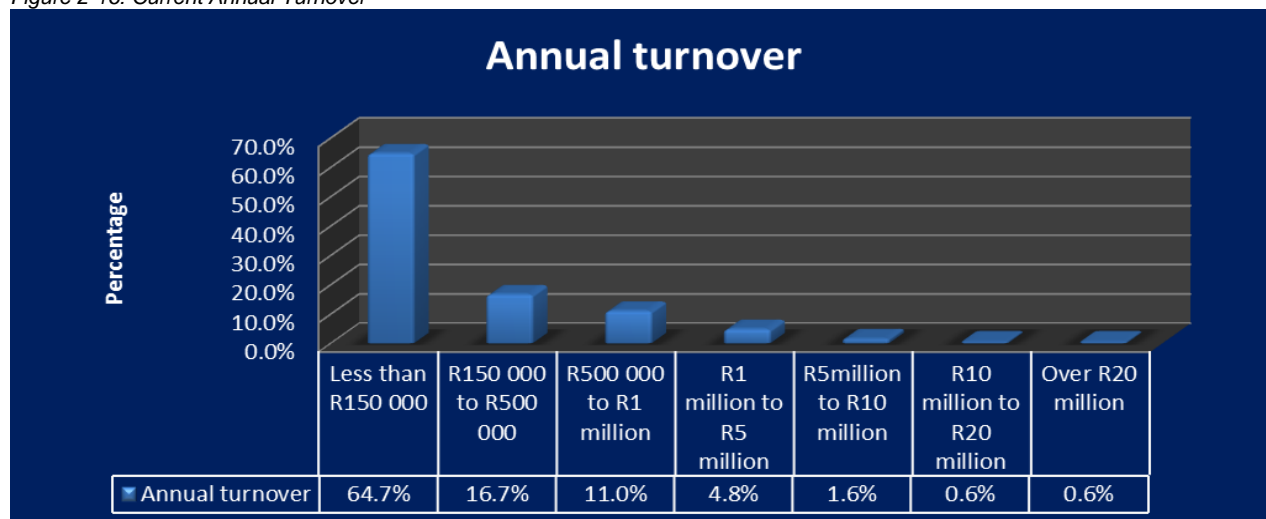 Annual turnover
Percentage
70.0%
60.0%
50.0%
40.0%
30.0%
20.0%
10.0%
0.0%
Less than
R150 000
R150 000
to R500
000
R500 000
to R1
million
R1
million to
R5
million
R5million
to R10
million
R10
million to
R20
million
Over R20
million
Annual turnover 64.7% 16.7% 11.0% 4.8% 1.6% 0.6% 0.6%